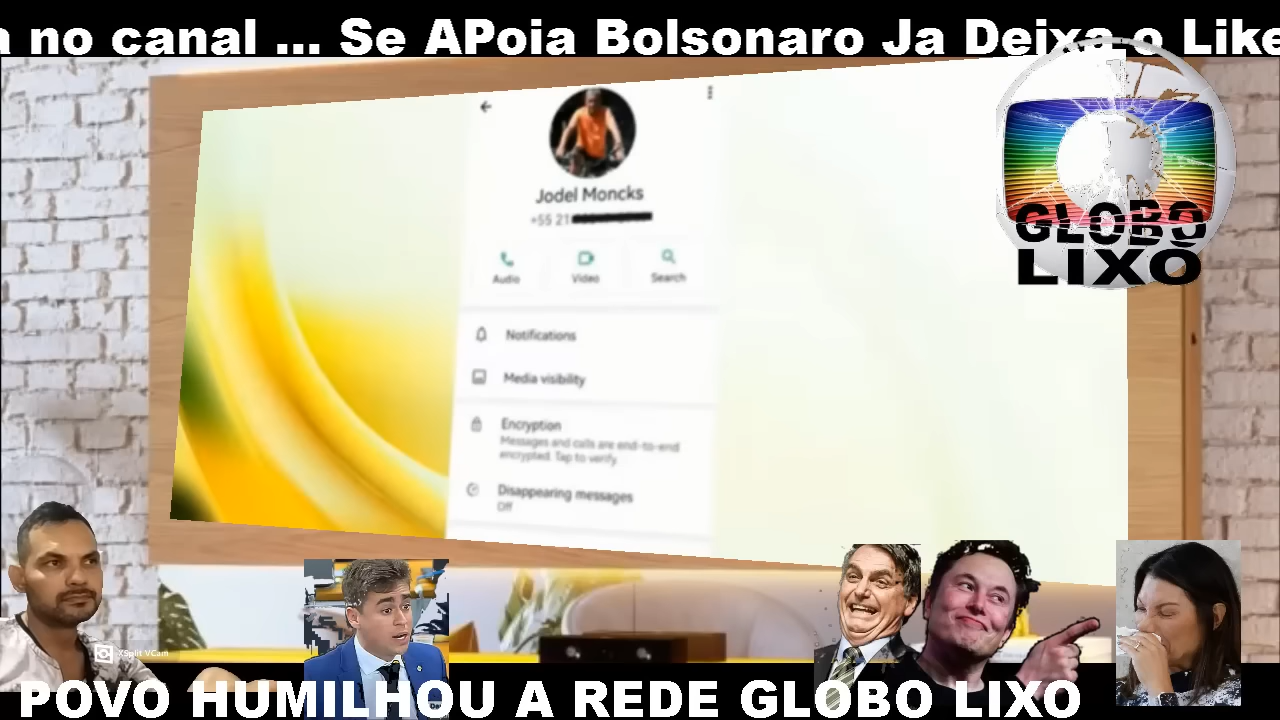 no canal ... Se APoia Bolsonaro Ja Deixa o Like
GLOBO
LIXO
Jodel Moncks
+55 21
Audio
Video
Search
Notifications
Media visibility
Encryption
Messages and calls are end-to-end
encrypted. Tap to verify.
Disappearing messages
Off
XSplit VCam
POVO HUMILHOU A REDE GLOBO LIXO